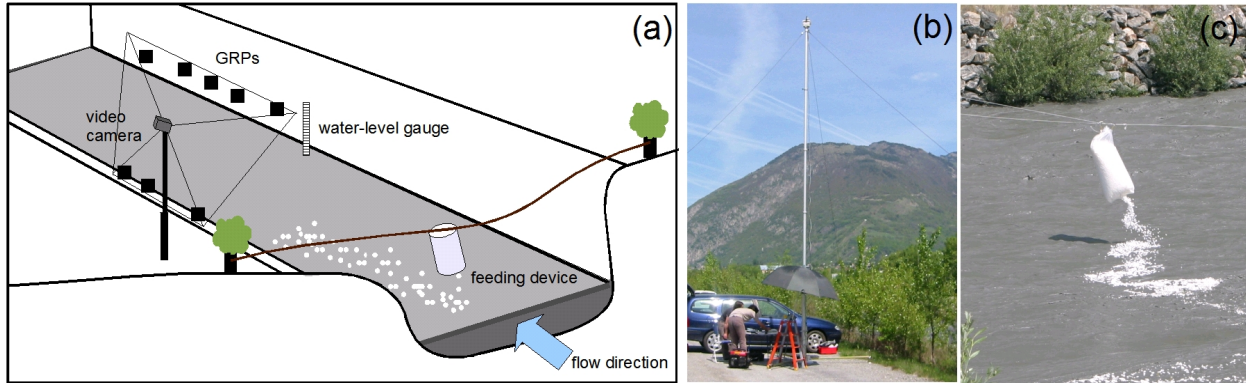 (a)
GRPs
video
camera
water-level gauge
feeding device
flow direction
(b)
(c)